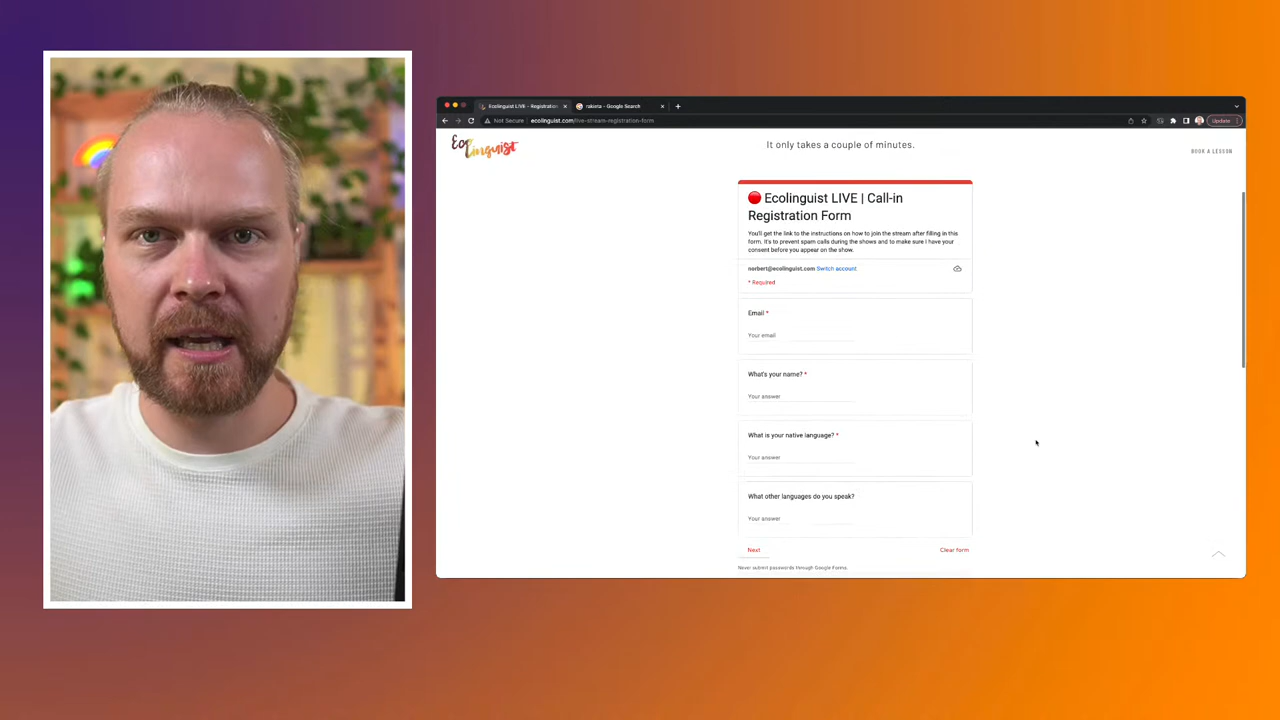 Ecolinguist LIVE – Registration
rakieta - Google Search
Not Secure
ecolinguist.com/live-stream-registration-form
Update
Ecolinguist
It only takes a couple of minutes.
BOOK A LESSON
Ecolinguist LIVE | Call-in
Registration Form
You'll get the link to the instructions on how to join the stream after filling in this
form. It's to prevent spam calls during the shows and to make sure i have your
consent before you appear on the show.
norbert@ecolinguist.com Switch account
* Required
Email *
Your email
What's your name? *
Your answer
What is your native language? *
Your answer
What other languages do you speak?
Your answer
Next
Clear form
Never submit passwords through Google Forms.